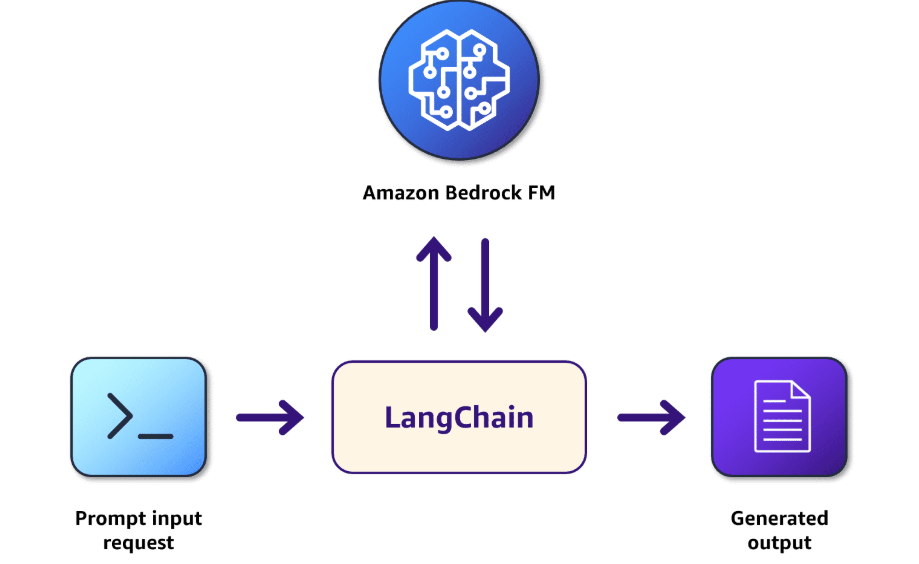 Amazon Bedrock FM
LangChain
Prompt input
request
Generated
output